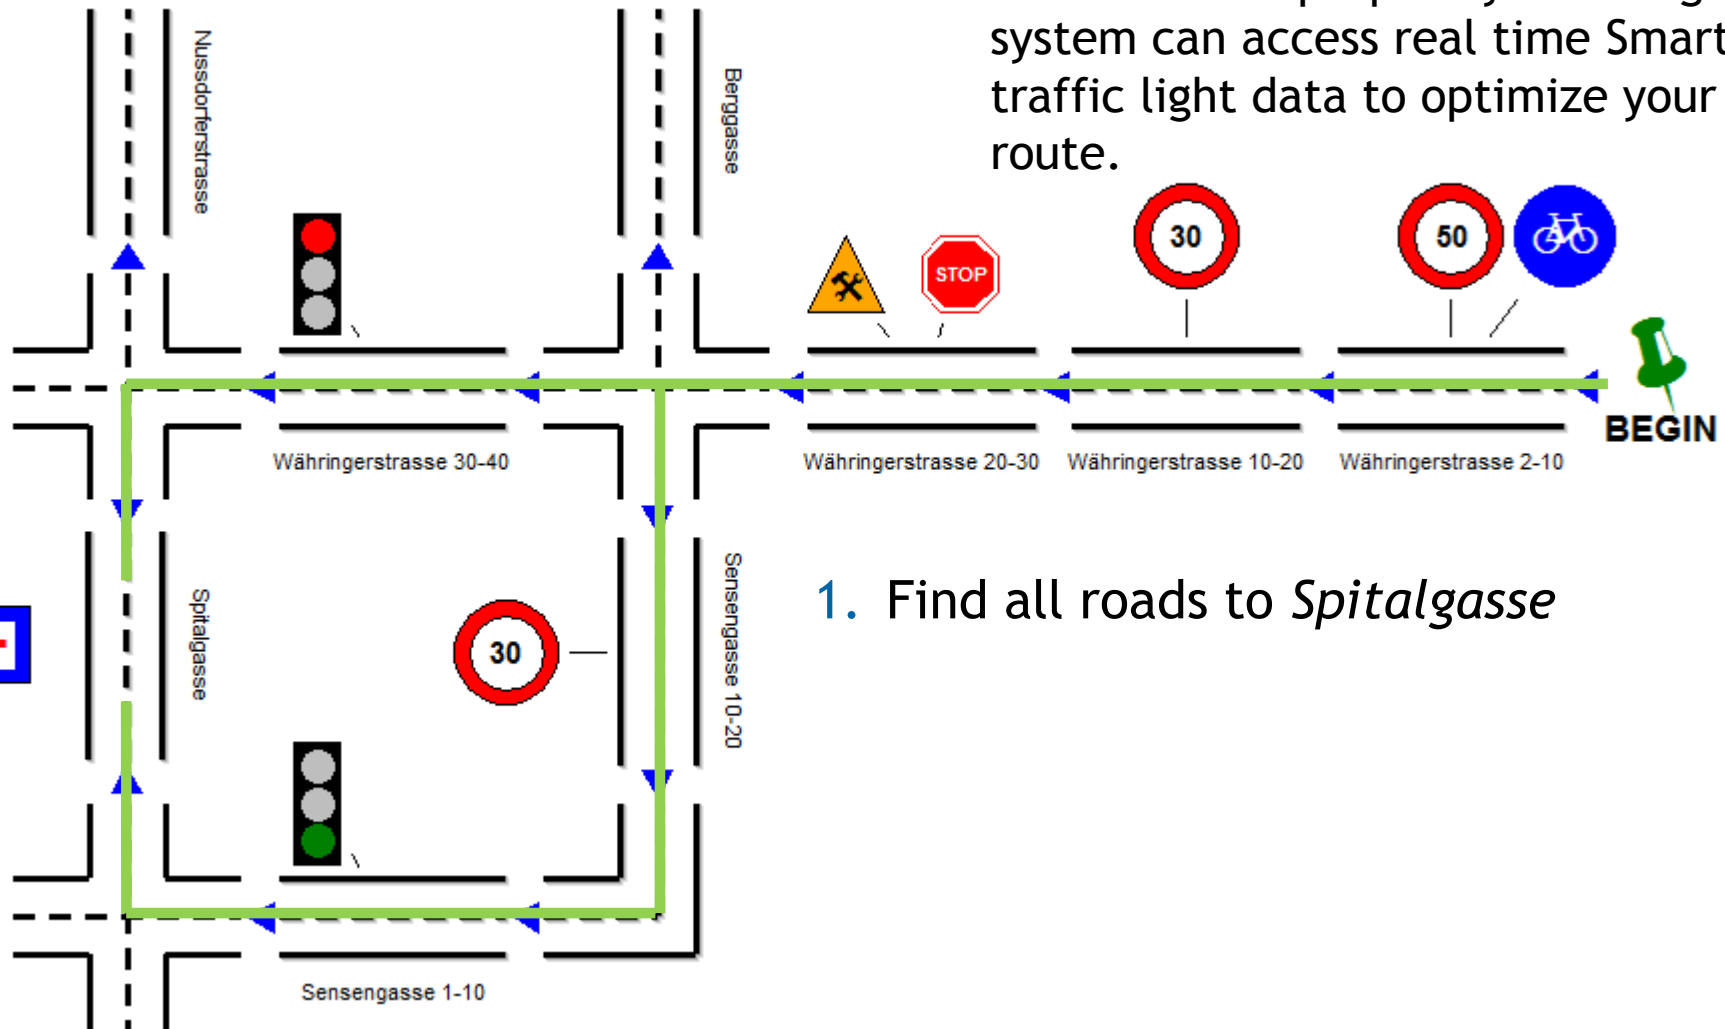 system can access real time Smart
traffic light data to optimize your
route.
Nussdorferstrasse
Berggasse
STOP
30
50
BEGIN
Währingerstrasse 30-40
Währingerstrasse 20-30
Währingerstrasse 10-20
Währingerstrasse 2-10
Spitalgasse
30
Sensengasse 10-20
1. Find all roads to Spitalgasse
Sensengasse 1-10